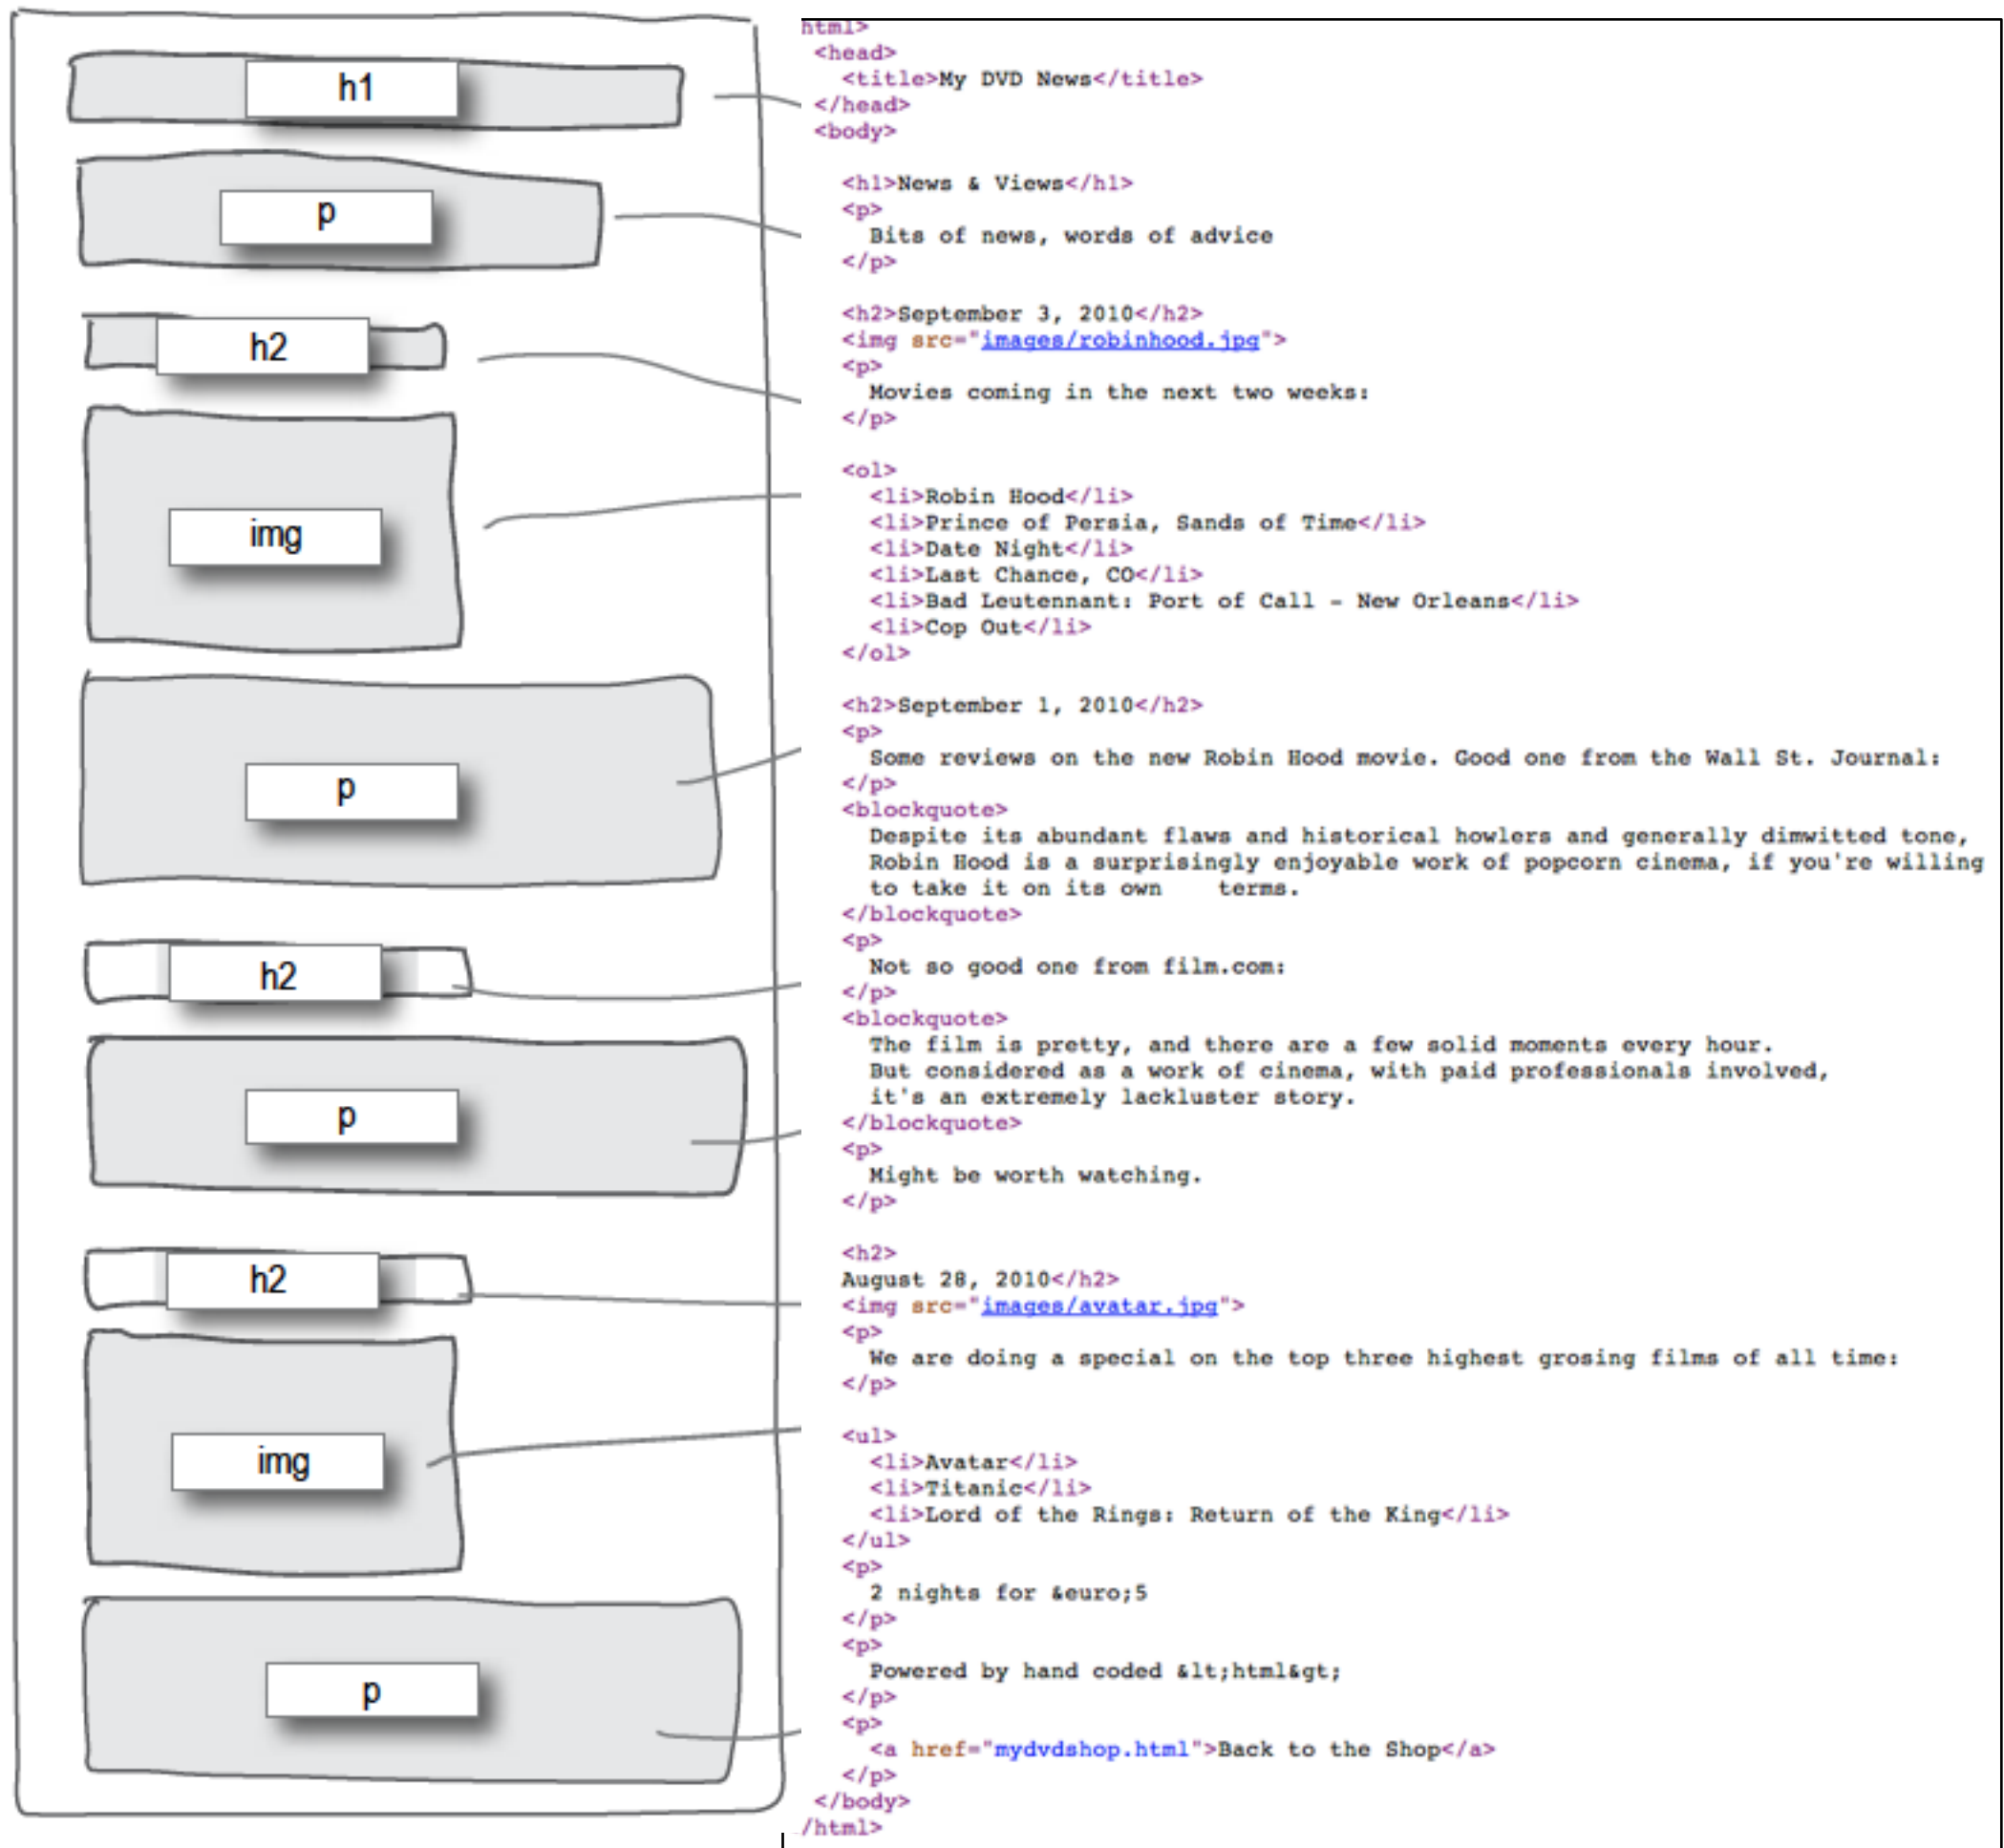 h1
p
h2
img
p
h2
p
h2
img
p
html>
<head>
<title>My DVD News</title>
</head>
<body>
<h1>News & Views</h1>
<p>
Bits of news, words of advice
</p>
<h2>September 3, 2010</h2>
<img src="images/robinhood.jpg">
<p>
Movies coming in the next two weeks:
</p>
<ol>
<li>Robin Hood</li>
<li>Prince of Persia, Sands of Time</li>
<li>Date Night</li>
<li>Last Chance, CO</li>
<li>Bad Leutennant: Port of Call - New Orleans</li>
<li>Cop Out</li>
</ol>
<h2>September 1, 2010</h2>
<p>
Some reviews on the new Robin Hood movie. Good one from the Wall St. Journal:
</p>
<blockquote>
Despite its abundant flaws and historical howlers and generally dimwitted tone,
Robin Hood is a surprisingly enjoyable work of popcorn cinema, if you're willing
to take it on its own    terms.
</blockquote>
<p>
Not so good one from film.com:
</p>
<blockquote>
The film is pretty, and there are a few solid moments every hour.
But considered as a work of cinema, with paid professionals involved,
it's an extremely lackluster story.
</blockquote>
<p>
Might be worth watching.
</p>
<h2>
August 28, 2010</h2>
<img src="images/avatar.jpg">
<p>
We are doing a special on the top three highest grosing films of all time:
</p>
<ul>
<li>Avatar</li>
<li>Titanic</li>
<li>Lord of the Rings: Return of the King</li>
</ul>
<p>
2 nights for &euro;5
</p>
<p>
Powered by hand coded &lt;html&gt;
</p>
<p>
<a href="mydvdshop.html">Back to the Shop</a>
</p>
</body>
/html>